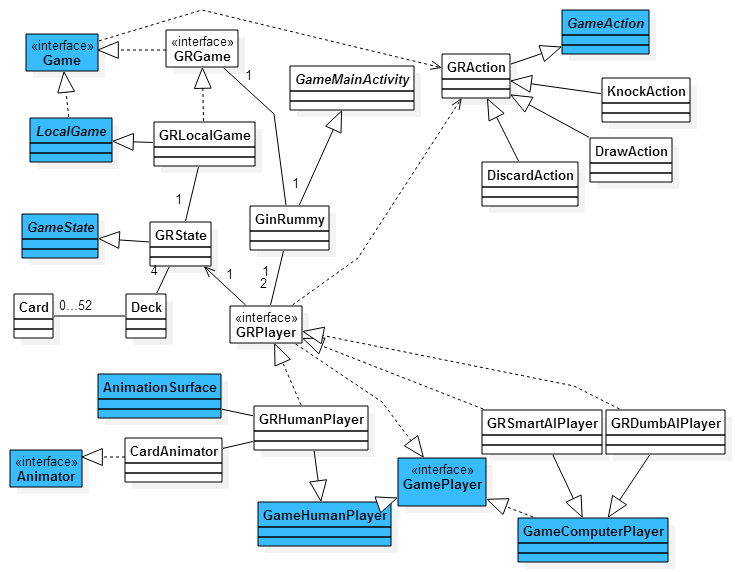 «interface»
Game
«interface»
GRGame
GameAction
GRAction
1
GameMainActivity
KnockAction
LocalGame
GRLocalGame
DrawAction
DiscardAction
1
1
GameState
GRState
GinRummy
4
1
1
2
Card
0...52
Deck
«interface»
GRPlayer
AnimationSurface
GRHumanPlayer
GRSmartAIPlayer
GRDumbAIPlayer
CardAnimator
«interface»
Animator
«interface»
GamePlayer
GameHumanPlayer
GameComputerPlayer